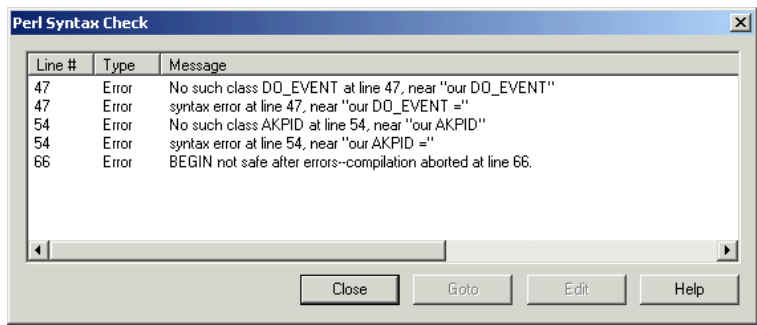 Perl Syntax Check
Line # Type Message
47 Error No such class DO_EVENT at line 47, near "our DO_EVENT"
47 Error syntax error at line 47, near "our DO_EVENT ="
54 Error No such class AKPID at line 54, near "our AKPID"
54 Error syntax error at line 54, near "our AKPID ="
66 Error BEGIN not safe after errors--compilation aborted at line 66.
Close Goto Edit Help